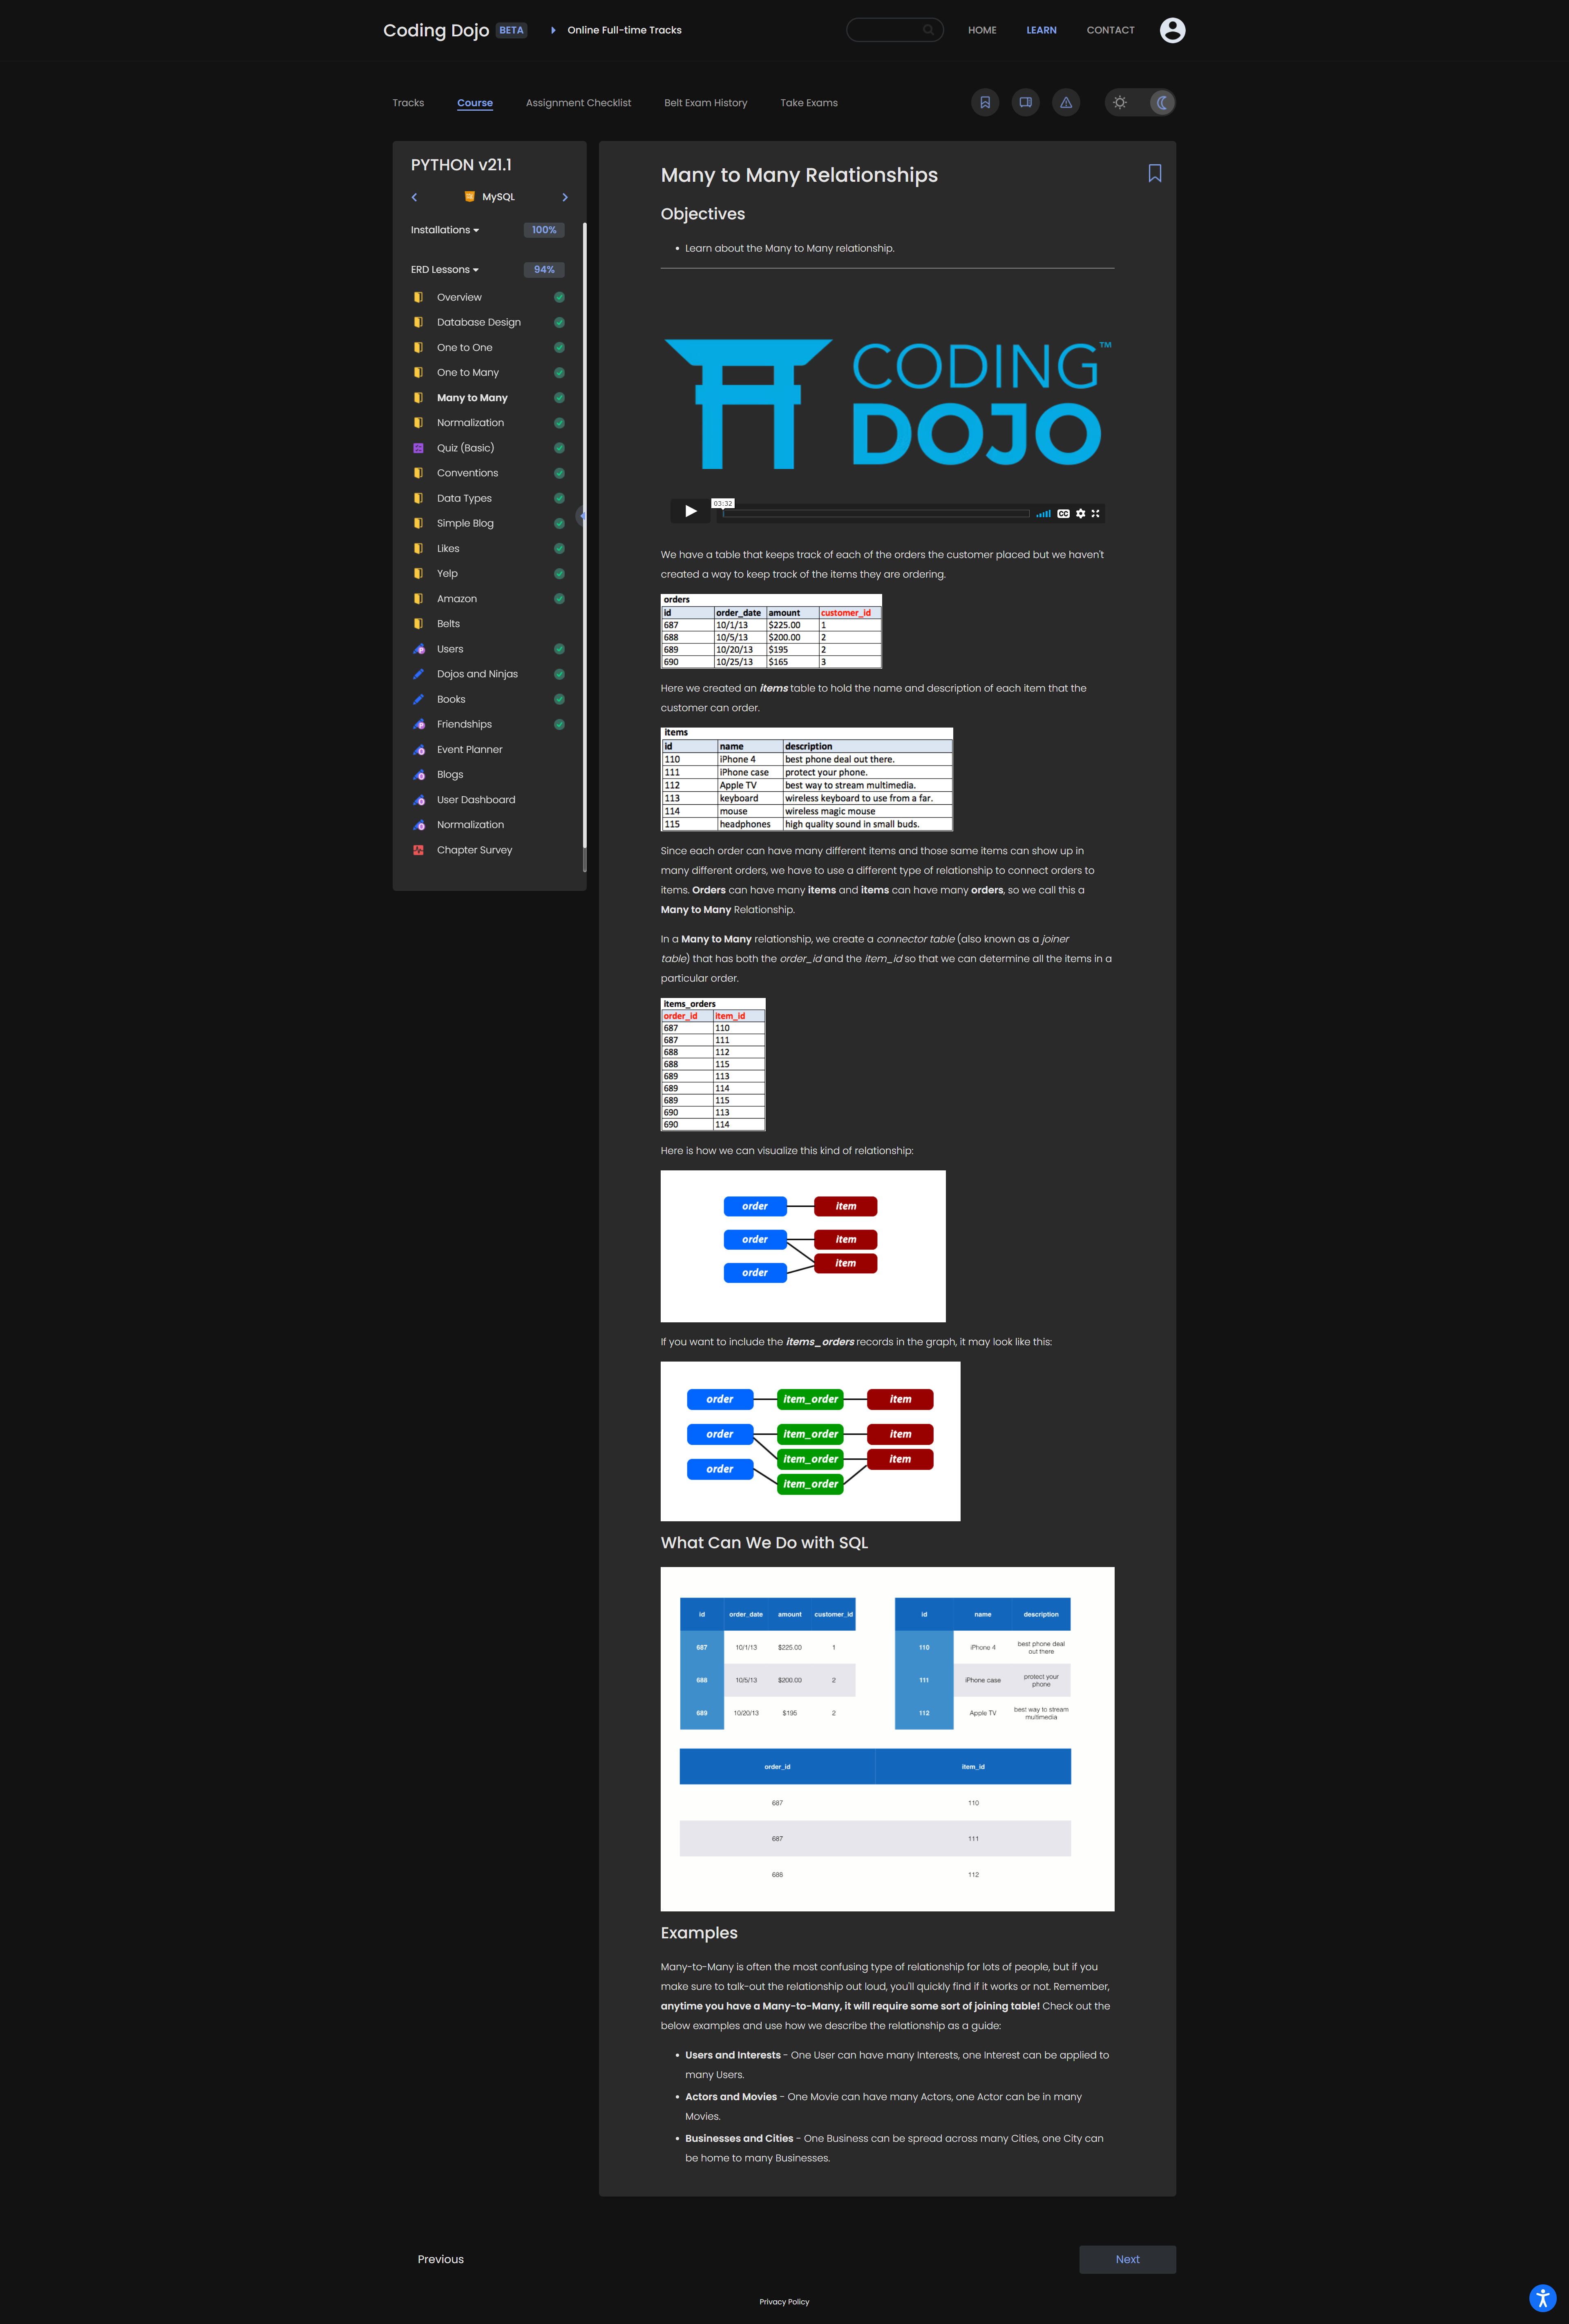 Coding Dojo BETA Online Full-time Tracks HOME LEARN CONTACT
Tracks Course Assignment Checklist Belt Exam History Take Exams
PYTHON v21.1
MySQL
Installations 100%
ERD Lessons 94%
Overview
Database Design
One to One
One to Many
Many to Many
Normalization
Quiz (Basic)
Conventions
Data Types
Simple Blog
Likes
Yelp
Amazon
Belts
Users
Dojos and Ninjas
Books
Friendships
Event Planner
Blogs
User Dashboard
Normalization
Chapter Survey
Many to Many Relationships
Objectives
Learn about the Many to Many relationship.
CODING™
DOJO
03:32
CC
We have a table that keeps track of each of the orders the customer placed but we haven't
created a way to keep track of the items they are ordering.
orders
id order_date amount customer_id
687 10/1/13 $225.00 1
688 10/5/13 $200.00 2
689 10/20/13 $195 2
690 10/25/13 $165 3
Here we created an items table to hold the name and description of each item that the
customer can order.
items
id name description
110 iPhone 4 best phone deal out there.
111 iPhone case protect your phone.
112 Apple TV best way to stream multimedia.
113 keyboard wireless keyboard to use from a far.
114 mouse wireless magic mouse
115 headphones high quality sound in small buds.
Since each order can have many different items and those same items can show up in
many different orders, we have to use a different type of relationship to connect orders to
items. Orders can have many items and items can have many orders, so we call this a
Many to Many Relationship.
In a Many to Many relationship, we create a connector table (also known as a joiner
table) that has both the order_id and the item_id so that we can determine all the items in a
particular order.
items_orders
order_id item_id
687 110
687 111
688 112
688 115
689 113
689 114
689 115
690 113
690 114
Here is how we can visualize this kind of relationship:
order item
order item
item
order
If you want to include the items_orders records in the graph, it may look like this:
order item_order item
order item_order item
item_order item
order
item_order
What Can We Do with SQL
id order_date amount customer_id
687 10/1/13 $225.00 1
688 10/5/13 $200.00 2
689 10/20/13 $195 2
id name description
110 iPhone 4 best phone deal
out there
111 iPhone case protect your
phone
112 Apple TV best way to stream
multimedia
order_id item_id
687 110
687 111
688 112
Examples
Many-to-Many is often the most confusing type of relationship for lots of people, but if you
make sure to talk-out the relationship out loud, you'll quickly find if it works or not. Remember,
anytime you have a Many-to-Many, it will require some sort of joining table! Check out the
below examples and use how we describe the relationship as a guide:
Users and Interests - One User can have many Interests, one Interest can be applied to
many Users.
Actors and Movies - One Movie can have many Actors, one Actor can be in many
Movies.
Businesses and Cities - One Business can be spread across many Cities, one City can
be home to many Businesses.
Previous Next
Privacy Policy